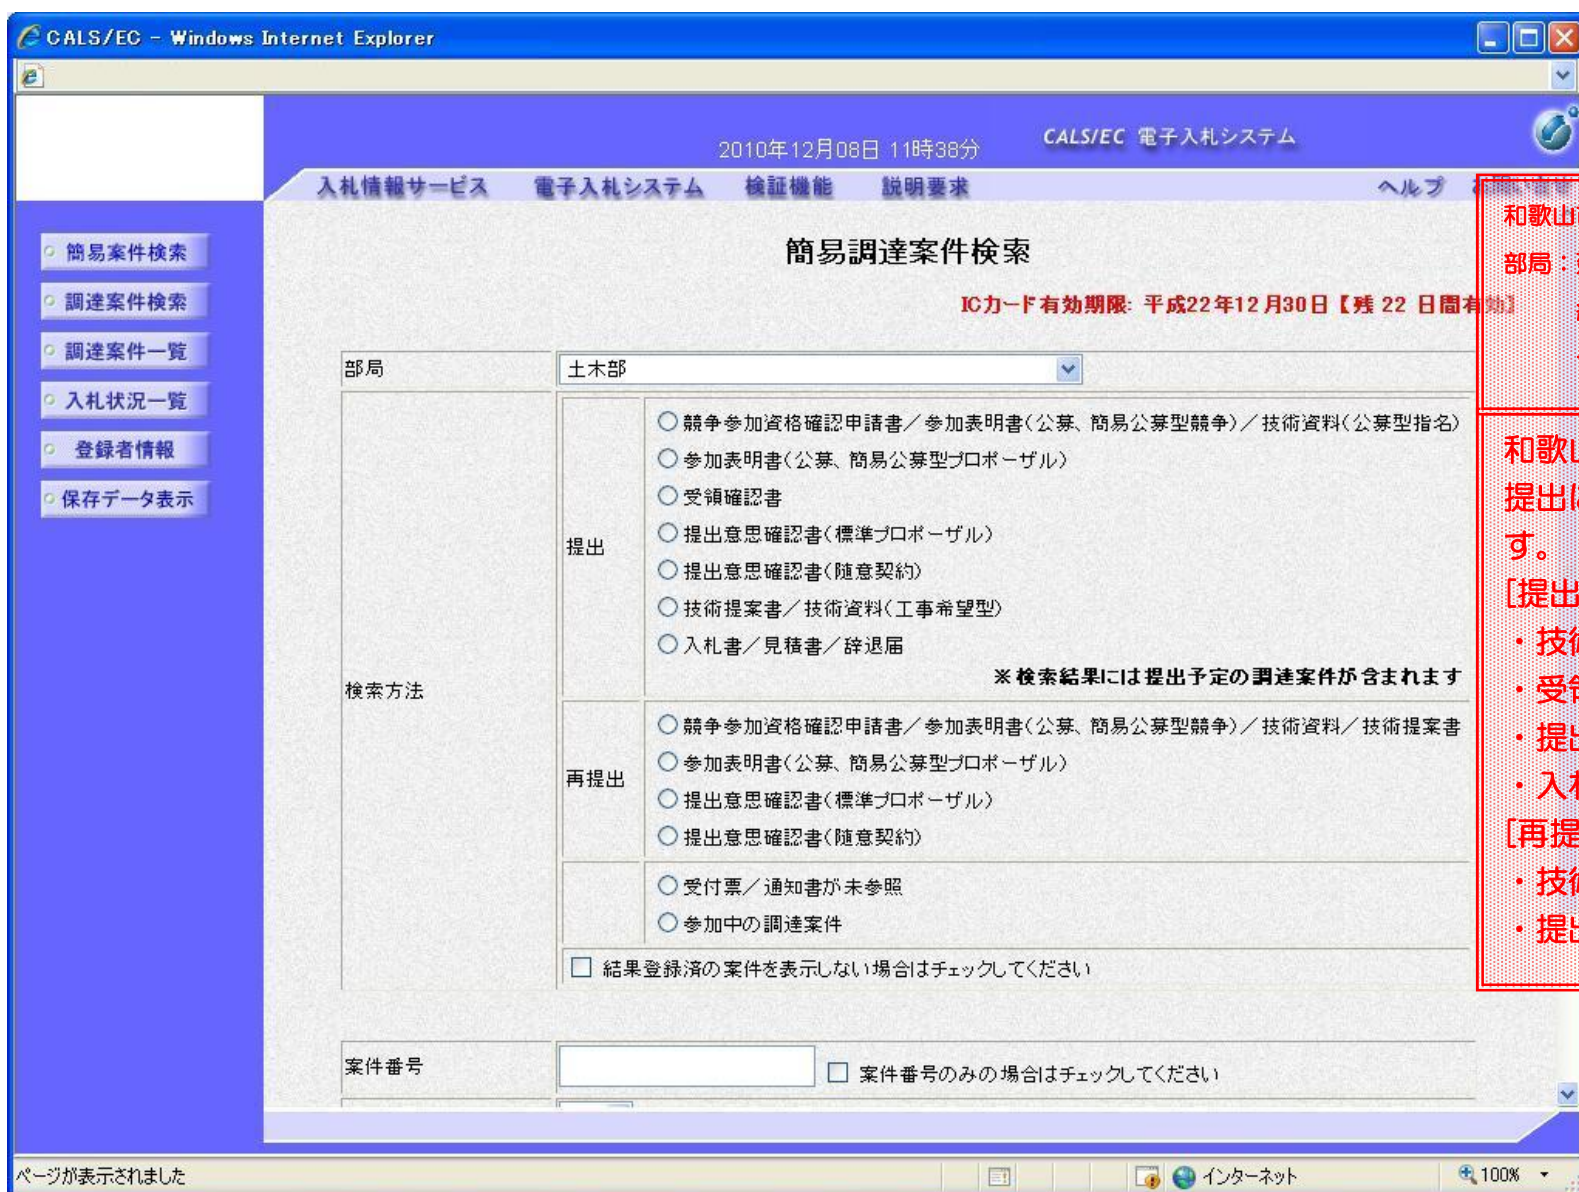 CALS/EC - Windows Internet Explorer
2010年12月08日 11時38分
CALS/EC 電子入札システム
入札情報サービス 電子入札システム 検証機能 説明要求 ヘルプ
簡易案件検索
調達案件検索
調達案件一覧
入札状況一覧
登録者情報
保存データ表示
簡易調達案件検索
ICカード有効期限: 平成22年12月30日【残 22 日間有効】
部局 土木部
検索方法
提出
競争参加資格確認申請書／参加表明書(公募、簡易公募型競争)／技術資料(公募型指名)
参加表明書(公募、簡易公募型プロポーザル)
受領確認書
提出意思確認書(標準プロポーザル)
提出意思確認書(随意契約)
技術提案書／技術資料(工事希望型)
入札書／見積書／辞退届
※検索結果には提出予定の調達案件が含まれます
再提出
競争参加資格確認申請書／参加表明書(公募、簡易公募型競争)／技術資料／技術提案書
参加表明書(公募、簡易公募型プロポーザル)
提出意思確認書(標準プロポーザル)
提出意思確認書(随意契約)
受付票／通知書が未参照
参加中の調達案件
結果登録済の案件を表示しない場合はチェックしてください
案件番号 案件番号のみの場合はチェックしてください
和歌山
部局：
和歌山
提出
す。
[提出
・技術
・受領
・提出
・入札
[再提
・技術
・提出
ページが表示されました インターネット 100%